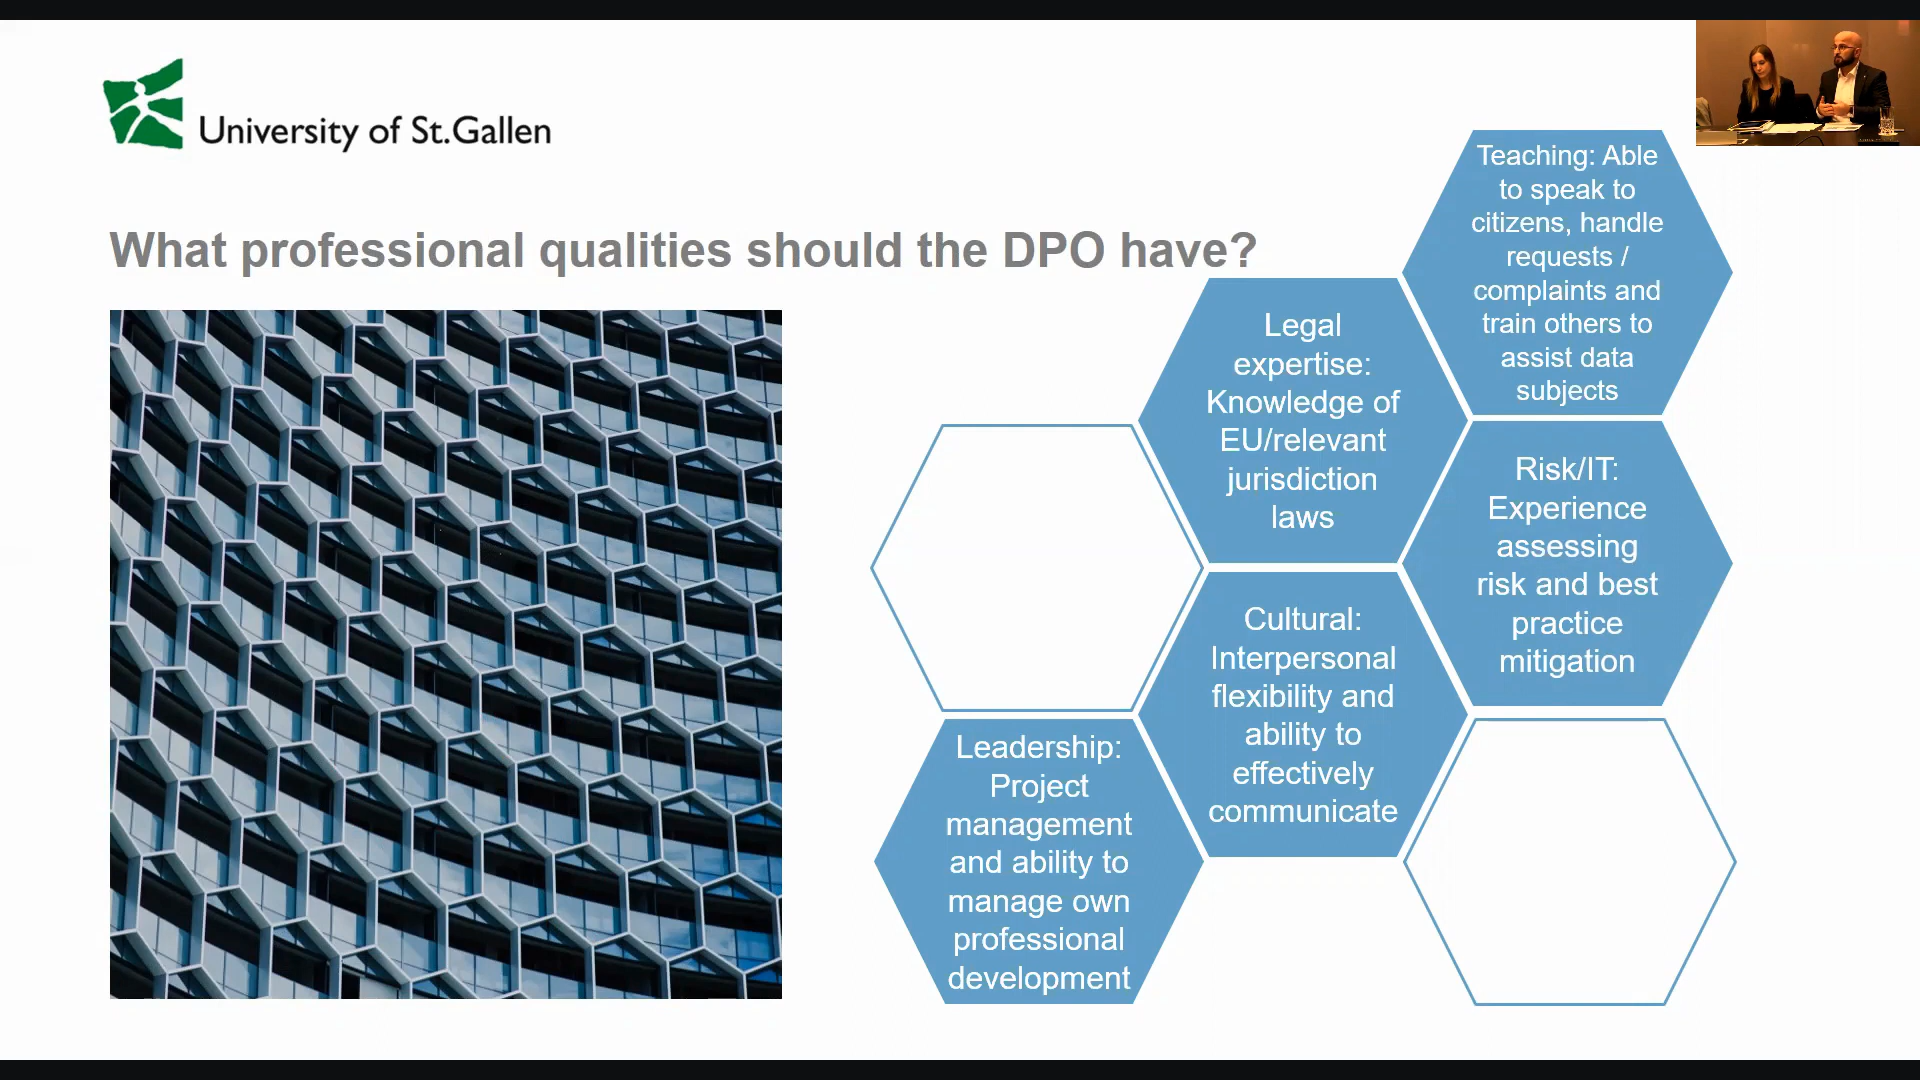 University of St.Gallen
What professional qualities should the DPO have?
Teaching: Able
to speak to
citizens, handle
requests /
complaints and
train others to
assist data
subjects
Legal
expertise:
Knowledge of
EU/relevant
jurisdiction
laws
Risk/IT:
Experience
assessing
risk and best
practice
mitigation
Cultural:
Interpersonal
flexibility and
ability to
effectively
communicate
Leadership:
Project
management
and ability to
manage own
professional
development